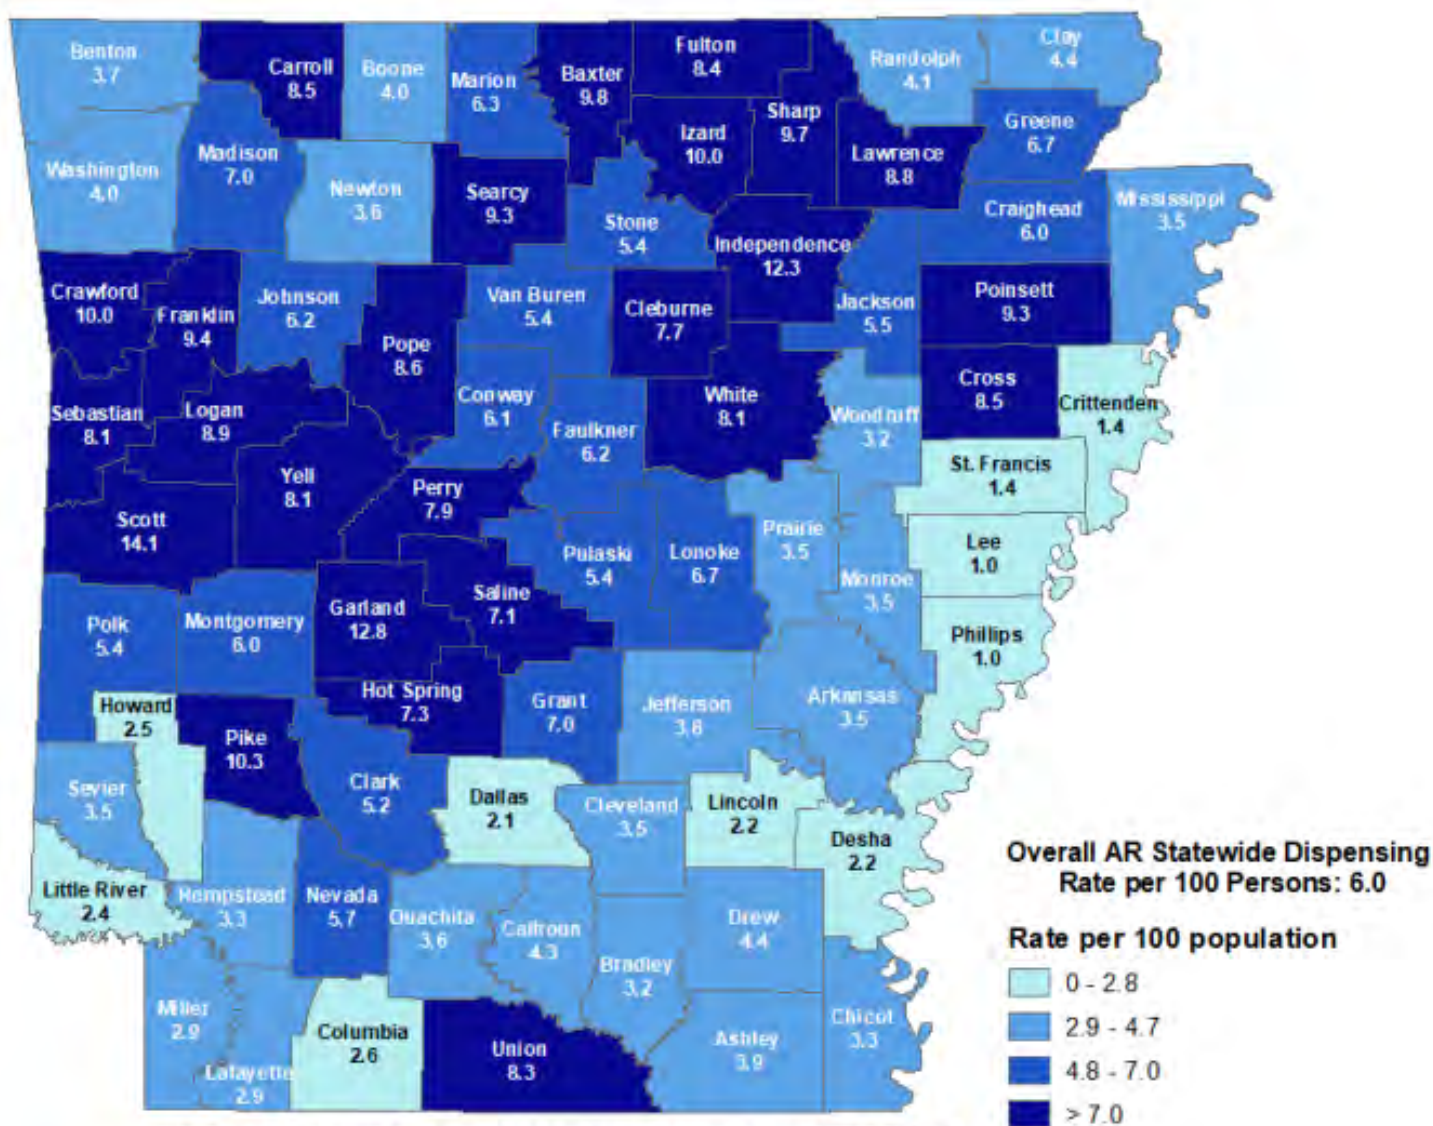 Benton
3.7
Carroll
8.5
Boone
4.0
Marion
6.3
Baxter
9.8
Fulton
8.4
Randolph
4.1
Clay
4.4
Sharp
9.7
Izard
10.0
Lawrence
8.8
Greene
6.7
Washington
4.0
Madison
7.0
Newton
3.6
Searcy
9.3
Stone
5.4
Independence
12.3
Craighead
6.0
Mississippi
3.5
Crawford
10.0
Franklin
9.4
Johnson
6.2
Pope
8.6
Van Buren
5.4
Cleburne
7.7
Jackson
5.5
Poinsett
9.3
Sebastian
8.1
Logan
8.9
Conway
6.1
Faulkner
6.2
White
8.1
Woodruff
3.2
Cross
8.5
Crittenden
1.4
Scott
14.1
Yell
8.1
Perry
7.9
St. Francis
1.4
Prairie
3.5
Pulaski
5.4
Lonoke
6.7
Lee
1.0
Monroe
3.5
Polk
5.4
Montgomery
6.0
Garland
12.8
Saline
7.1
Phillips
1.0
Howard
2.5
Hot Spring
7.3
Grant
7.0
Jefferson
3.8
Arkansas
3.5
Pike
10.3
Sevier
3.5
Clark
5.2
Dallas
2.1
Cleveland
3.5
Lincoln
2.2
Desha
2.2
Little River
2.4
Hempstead
3.3
Nevada
5.7
Ouachita
3.6
Calhoun
4.3
Drew
4.4
Bradley
3.2
Miller
2.9
Lafayette
2.9
Columbia
2.6
Union
8.3
Ashley
3.9
Chicot
3.3
Overall AR Statewide Dispensing
Rate per 100 Persons: 6.0
Rate per 100 population
0 - 2.8
2.9 - 4.7
4.8 - 7.0
> 7.0